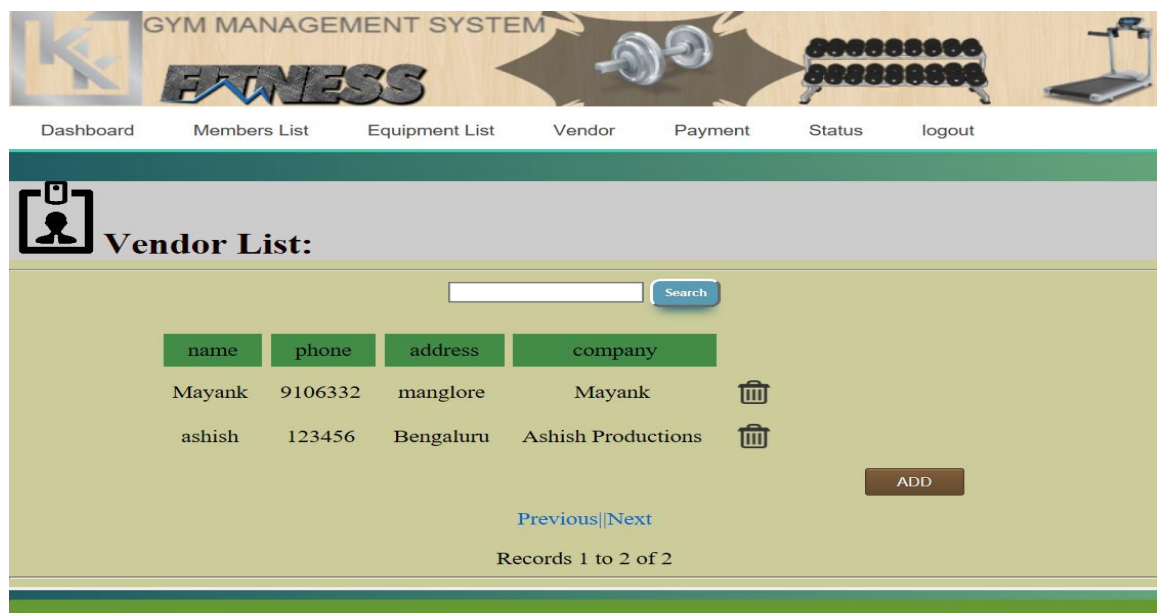 GYM MANAGEMENT SYSTEM
FITNESS
Dashboard Members List Equipment List Vendor Payment Status logout
Vendor List:
Search
name phone address company
Mayank 9106332 manglore Mayank
ashish 123456 Bengaluru Ashish Productions
ADD
Previous||Next
Records 1 to 2 of 2